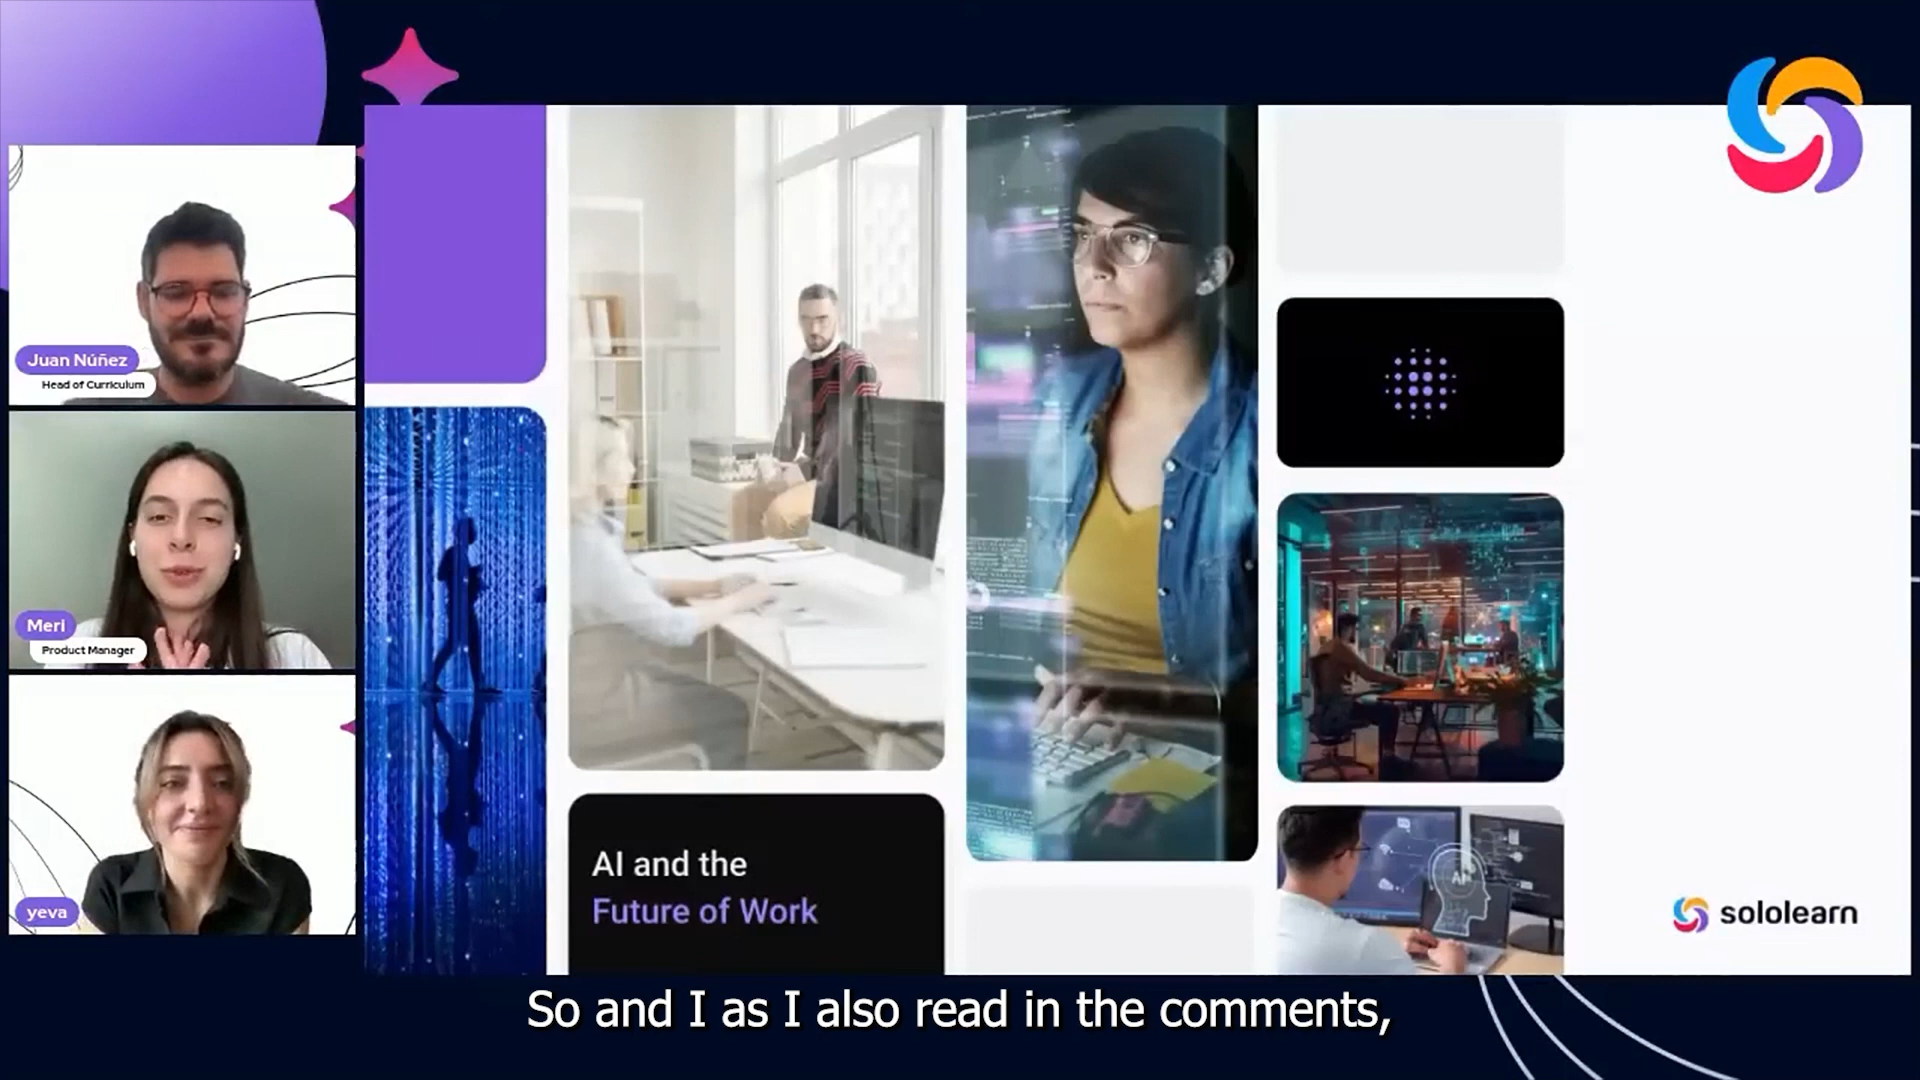 Juan Núñez
Head of Curriculum
Meri
Product Manager
yeva
AI and the
Future of Work
AI
sololearn
So and I as I also read in the comments,